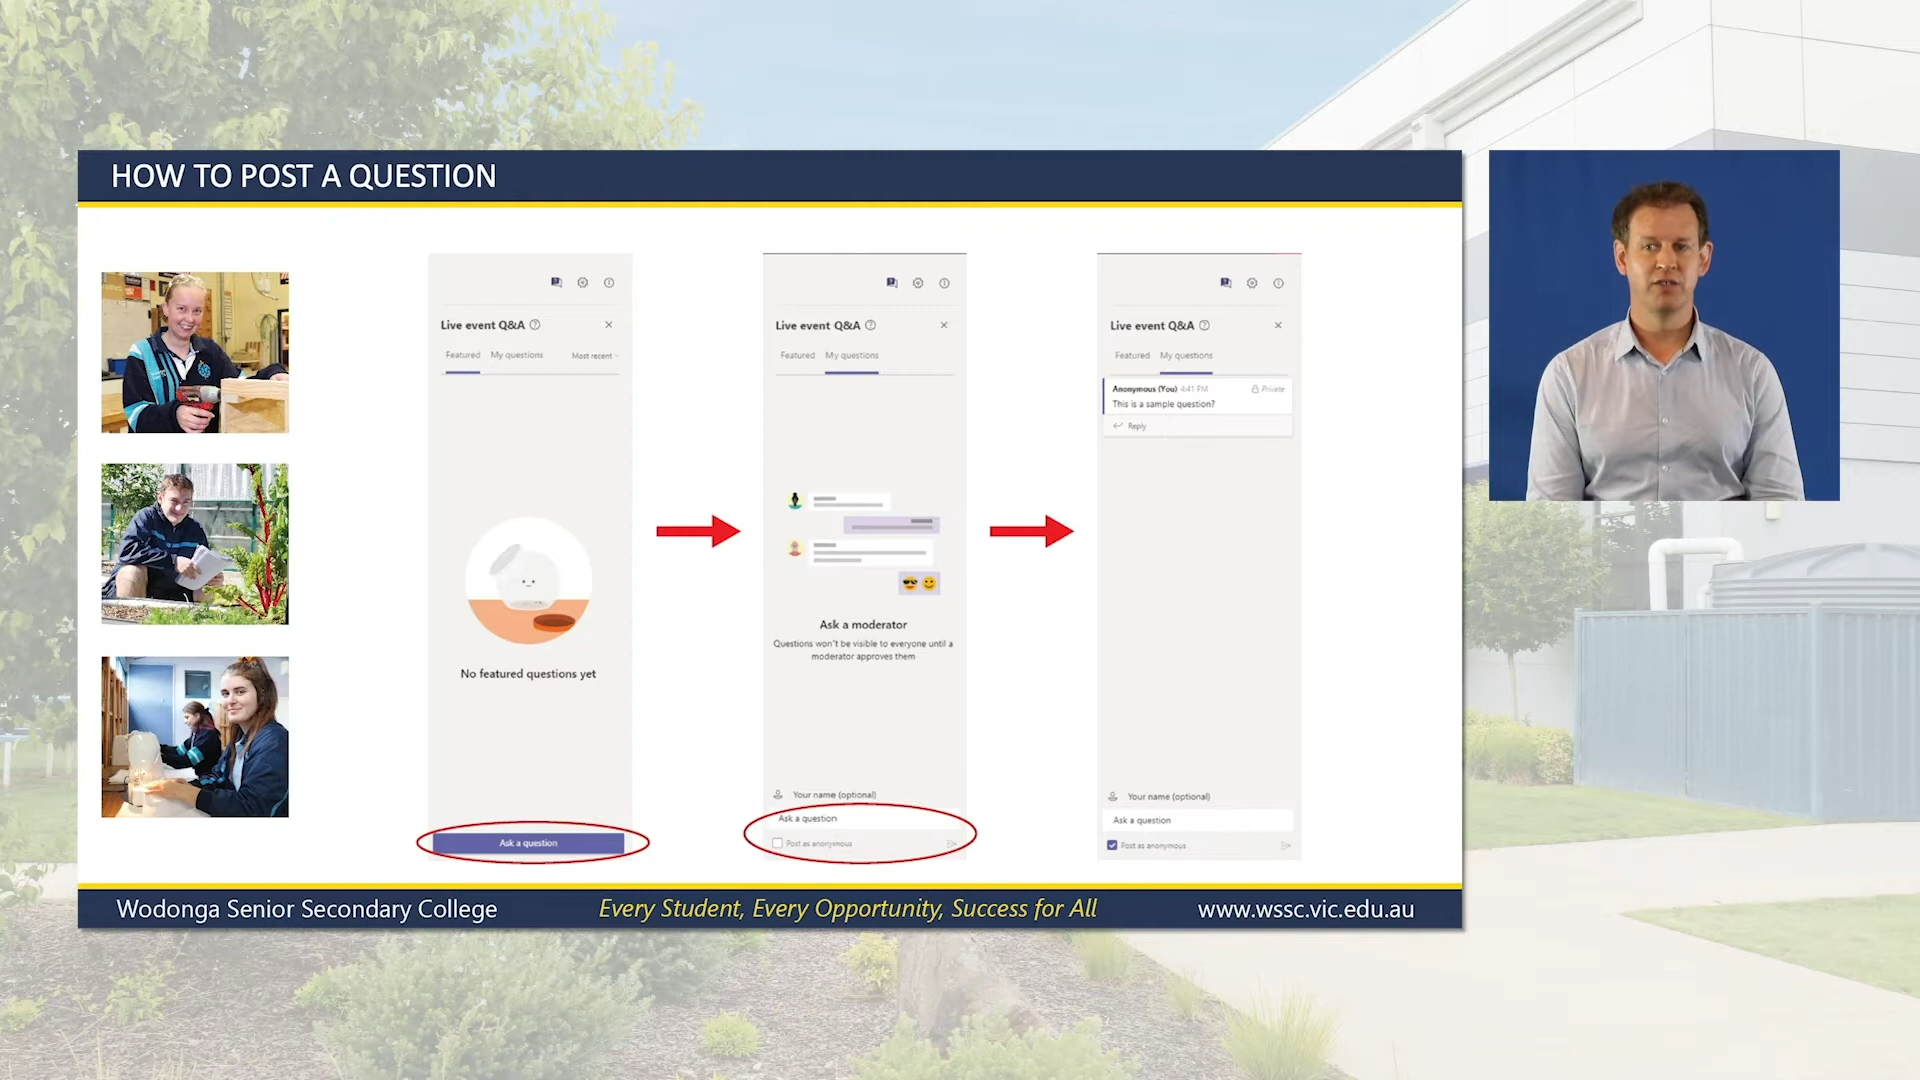 HOW TO POST A QUESTION
Live event Q&A
Featured My questions Most recent
No featured questions yet
Ask a question
Live event Q&A
Featured My questions
Ask a moderator
Questions won't be visible to everyone until a
moderator approves them
Your name (optional)
Ask a question
Post as anonymous
Live event Q&A
Featured My questions
Anonymous (You) 4:41 PM Private
This is a sample question?
Reply
Your name (optional)
Ask a question
Post as anonymous
Wodonga Senior Secondary College
Every Student, Every Opportunity, Success for All
www.wssc.vic.edu.au